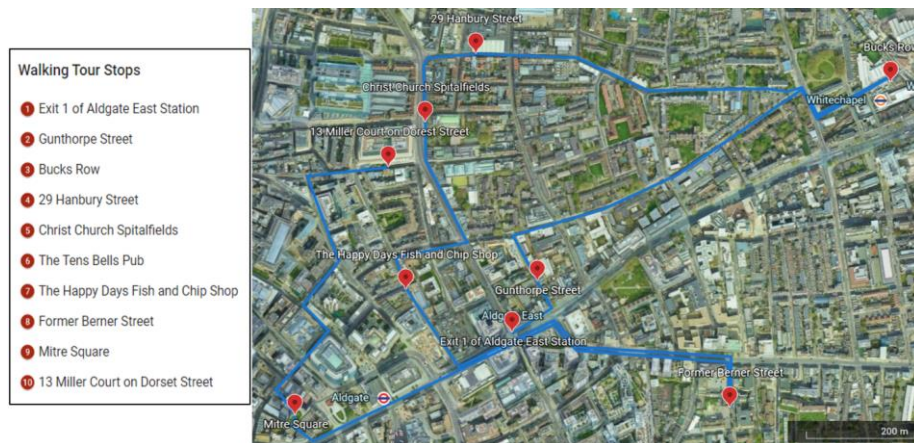 Walking Tour Stops
1 Exit 1 of Aldgate East Station
2 Gunthorpe Street
3 Bucks Row
4 29 Hanbury Street
5 Christ Church Spitalfields
6 The Tens Bells Pub
7 The Happy Days Fish and Chip Shop
8 Former Berner Street
9 Mitre Square
10 13 Miller Court on Dorset Street
29 Hanbury Street
Bucks Row
Christ Church Spitalfields
Whitechapel
13 Miller Court on Dorest Street
The Happy Days Fish and Chip Shop
Gunthorpe Street
Aldgate East
Exit 1 of Aldgate East Station
Former Berner Street
Aldgate
Mitre Square
200 m